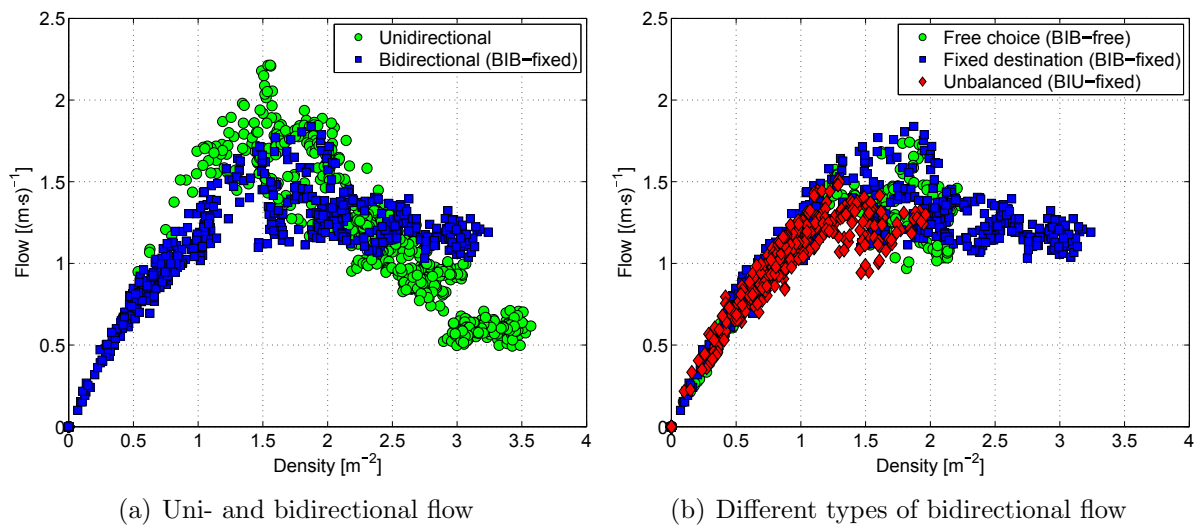 2.5
2
1.5
1
0.5
0
Flow [(m·s)⁻¹]
Unidirectional
Bidirectional (BIB−fixed)
0 0.5 1 1.5 2 2.5 3 3.5 4
Density [m⁻²]
(a) Uni- and bidirectional flow
2.5
2
1.5
1
0.5
0
Flow [(m·s)⁻¹]
Free choice (BIB−free)
Fixed destination (BIB−fixed)
Unbalanced (BIU−fixed)
0 0.5 1 1.5 2 2.5 3 3.5 4
Density [m⁻²]
(b) Different types of bidirectional flow